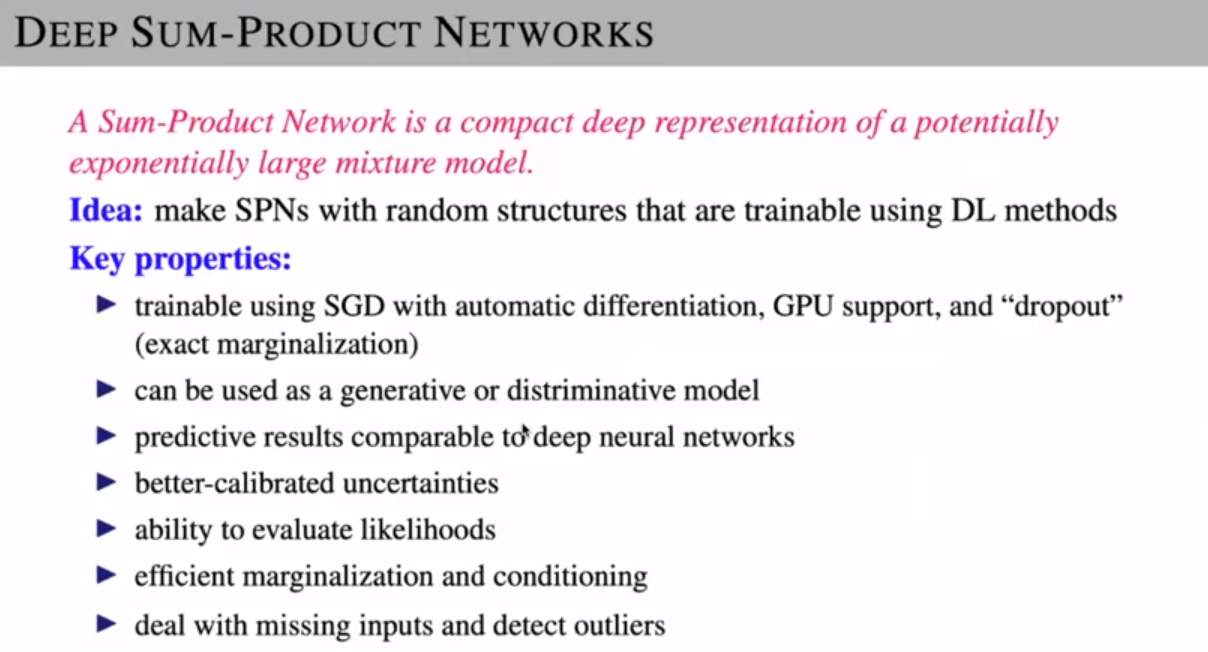 DEEP SUM-PRODUCT NETWORKS
A Sum-Product Network is a compact deep representation of a potentially
exponentially large mixture model.
Idea: make SPNs with random structures that are trainable using DL methods
Key properties:
► trainable using SGD with automatic differentiation, GPU support, and “dropout”
(exact marginalization)
► can be used as a generative or distriminative model
► predictive results comparable to deep neural networks
► better-calibrated uncertainties
► ability to evaluate likelihoods
► efficient marginalization and conditioning
► deal with missing inputs and detect outliers